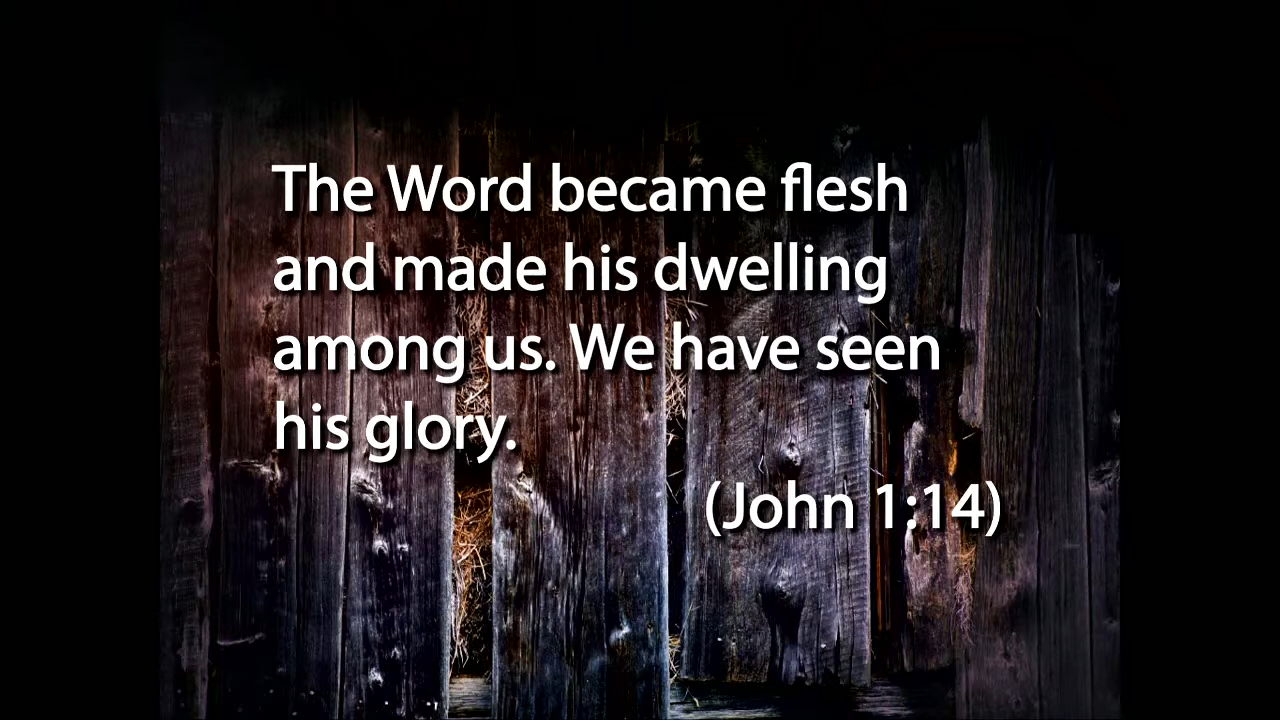 The Word became flesh
and made his dwelling
among us. We have seen
his glory.
(John 1:14)